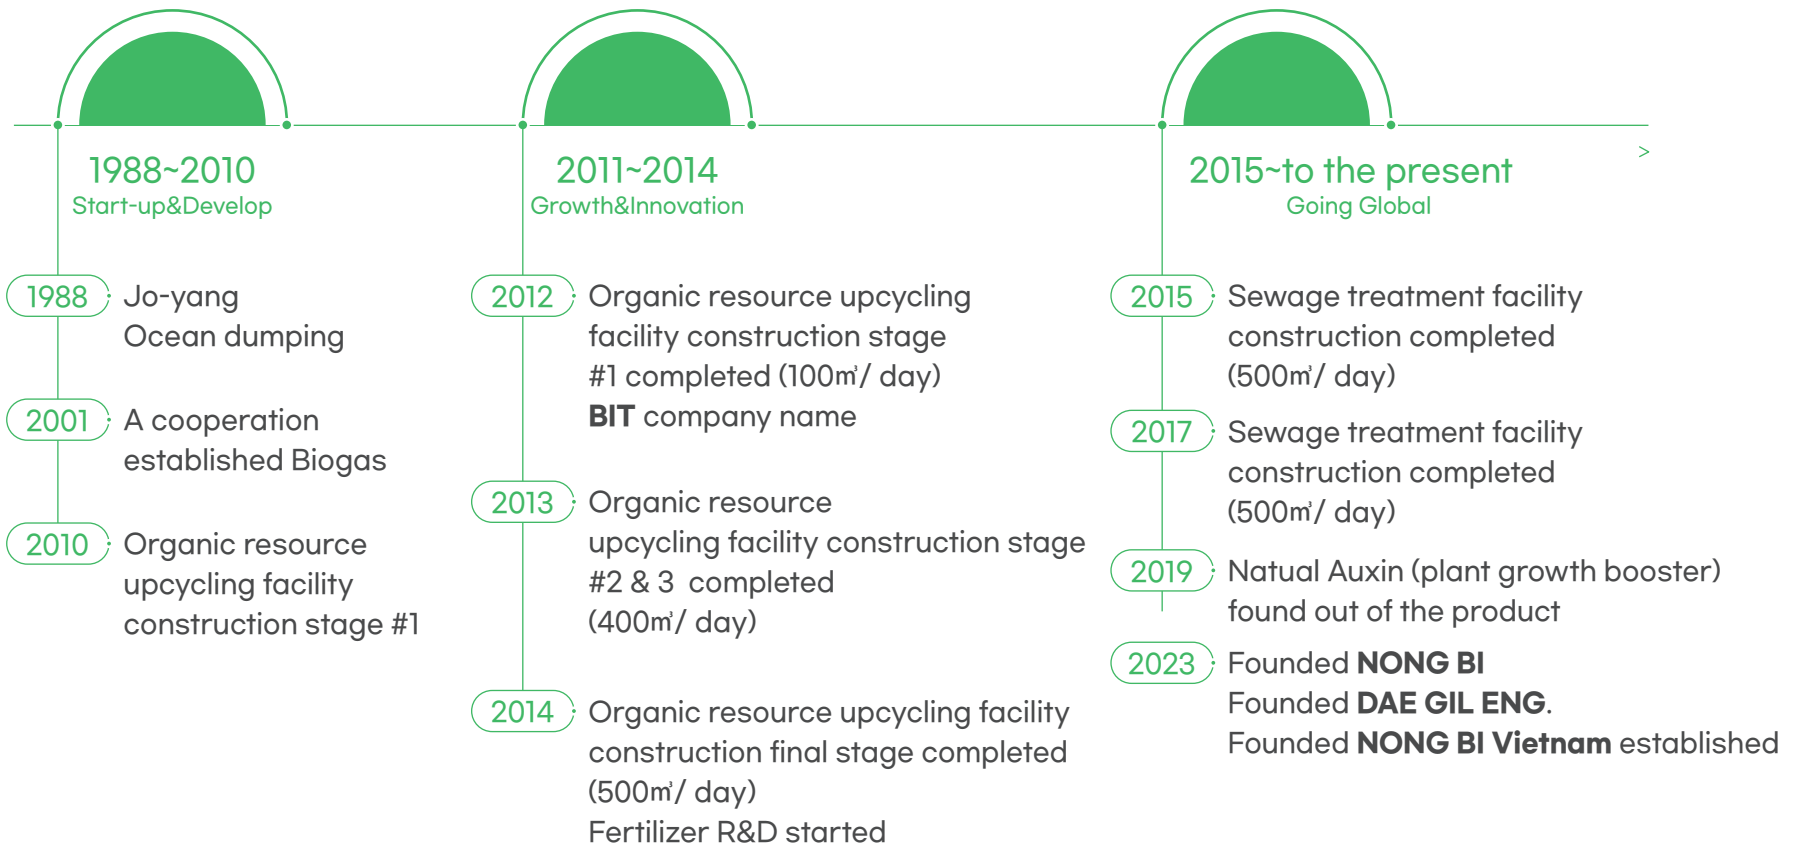 1988~2010
Start-up&Develop
1988
Jo-yang
Ocean dumping
2001
A cooperation
established Biogas
2010
Organic resource
upcycling facility
construction stage #1
2011~2014
Growth&Innovation
2012
Organic resource upcycling
facility construction stage
#1 completed (100㎥/ day)
BIT company name
2013
Organic resource
upcycling facility construction stage
#2 & 3 completed
(400㎥/ day)
2014
Organic resource upcycling facility
construction final stage completed
(500㎥/ day)
Fertilizer R&D started
2015~to the present
Going Global
>
2015
Sewage treatment facility
construction completed
(500㎥/ day)
2017
Sewage treatment facility
construction completed
(500㎥/ day)
2019
Natual Auxin (plant growth booster)
found out of the product
2023
Founded NONG BI
Founded DAE GIL ENG.
Founded NONG BI Vietnam established